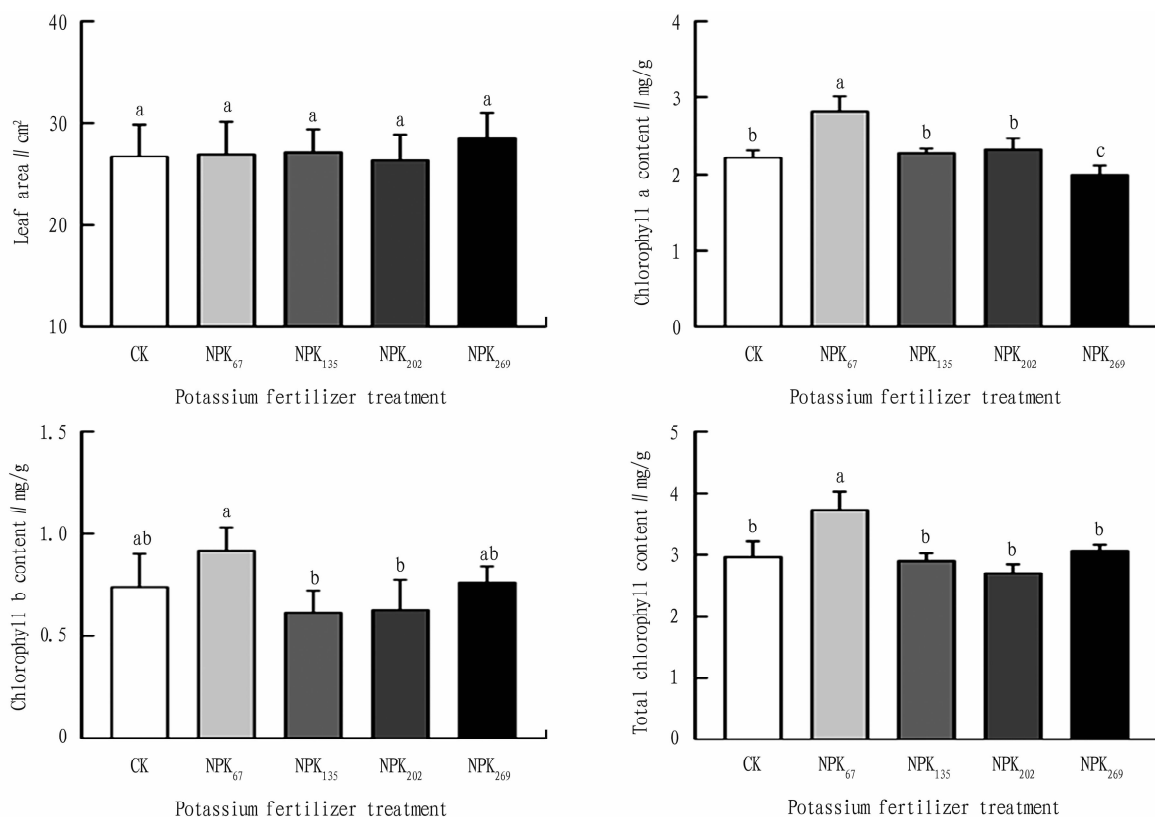 40
30
20
10
Leaf area // cm²
a a a a a
CK NPK₆₇ NPK₁₃₅ NPK₂₀₂ NPK₂₆₉
Potassium fertilizer treatment
4
3
2
1
0
Chlorophyll a content // mg/g
b a b b c
CK NPK₆₇ NPK₁₃₅ NPK₂₀₂ NPK₂₆₉
Potassium fertilizer treatment
1.5
1.0
0.5
0
Chlorophyll b content // mg/g
ab a b b ab
CK NPK₆₇ NPK₁₃₅ NPK₂₀₂ NPK₂₆₉
Potassium fertilizer treatment
5
4
3
2
1
0
Total chlorophyll content // mg/g
b a b b b
CK NPK₆₇ NPK₁₃₅ NPK₂₀₂ NPK₂₆₉
Potassium fertilizer treatment